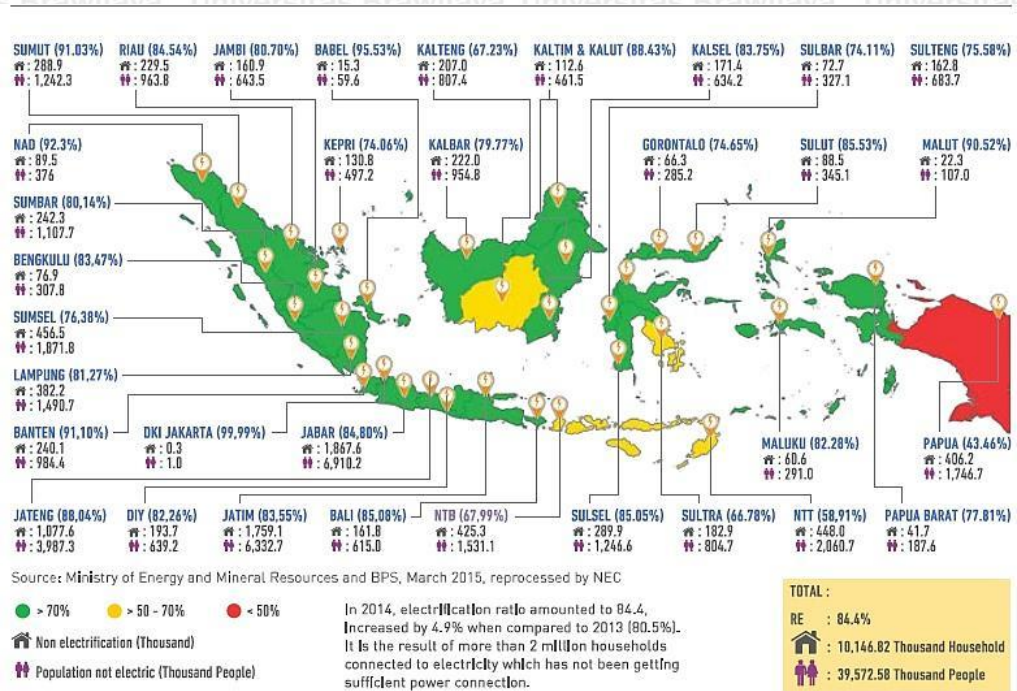 SUMUT (91.03%)
: 288.9
: 1,242.3
RIAU (84.54%)
: 229.5
: 963.8
JAMBI (80.70%)
: 160.9
: 643.5
BABEL (95.53%)
: 15.3
: 59.6
KALTENG (67.23%)
: 207.0
: 807.4
KALTIM & KALUT (88.43%)
: 112.6
: 461.5
KALSEL (83.75%)
: 171.4
: 634.2
SULBAR (74.11%)
: 72.7
: 327.1
SULTENG (75.58%)
: 162.8
: 683.7
NAD (92.3%)
: 89.5
: 376
KEPRI (74.06%)
: 130.8
: 497.2
KALBAR (79.77%)
: 222.0
: 954.8
GORONTALO (74.65%)
: 66.3
: 285.2
SULUT (85.53%)
: 88.5
: 345.1
MALUT (90.52%)
: 22.3
: 107.0
SUMBAR (80,14%)
: 242.3
: 1,107.7
BENGKULU (83,47%)
: 76.9
: 307.8
SUMSEL (76,38%)
: 456.5
: 1,871.8
LAMPUNG (81,27%)
: 382.2
: 1,490.7
BANTEN (91,10%)
: 240.1
: 984.4
DKI JAKARTA (99,99%)
: 0.3
: 1.0
JABAR (84,80%)
: 1,867.6
: 6,910.2
MALUKU (82.28%)
: 60.6
: 291.0
PAPUA (43.46%)
: 406.2
: 1,746.7
JATENG (88,04%)
: 1,077.6
: 3,987.3
DIY (82,26%)
: 193.7
: 639.2
JATIM (83,55%)
: 1,759.1
: 6,332.7
BALI (85,08%)
: 161.8
: 615.0
NTB (67,99%)
: 425.3
: 1,531.1
SULSEL (85.05%)
: 289.9
: 1,246.6
SULTRA (66.78%)
: 182.9
: 804.7
NTT (58,91%)
: 448.0
: 2,060.7
PAPUA BARAT (77.81%)
: 41.7
: 187.6
Source: Ministry of Energy and Mineral Resources and BPS, March 2015, reprocessed by NEC
> 70%
> 50 - 70%
< 50%
Non electrification (Thousand)
Population not electric (Thousand People)
In 2014, electrification ratio amounted to 84.4,
Increased by 4.9% when compared to 2013 (80.5%).
It is the result of more than 2 million households
connected to electricity which has not been getting
sufficient power connection.
TOTAL :
RE : 84.4%
: 10,146.82 Thousand Household
: 39,572.58 Thousand People